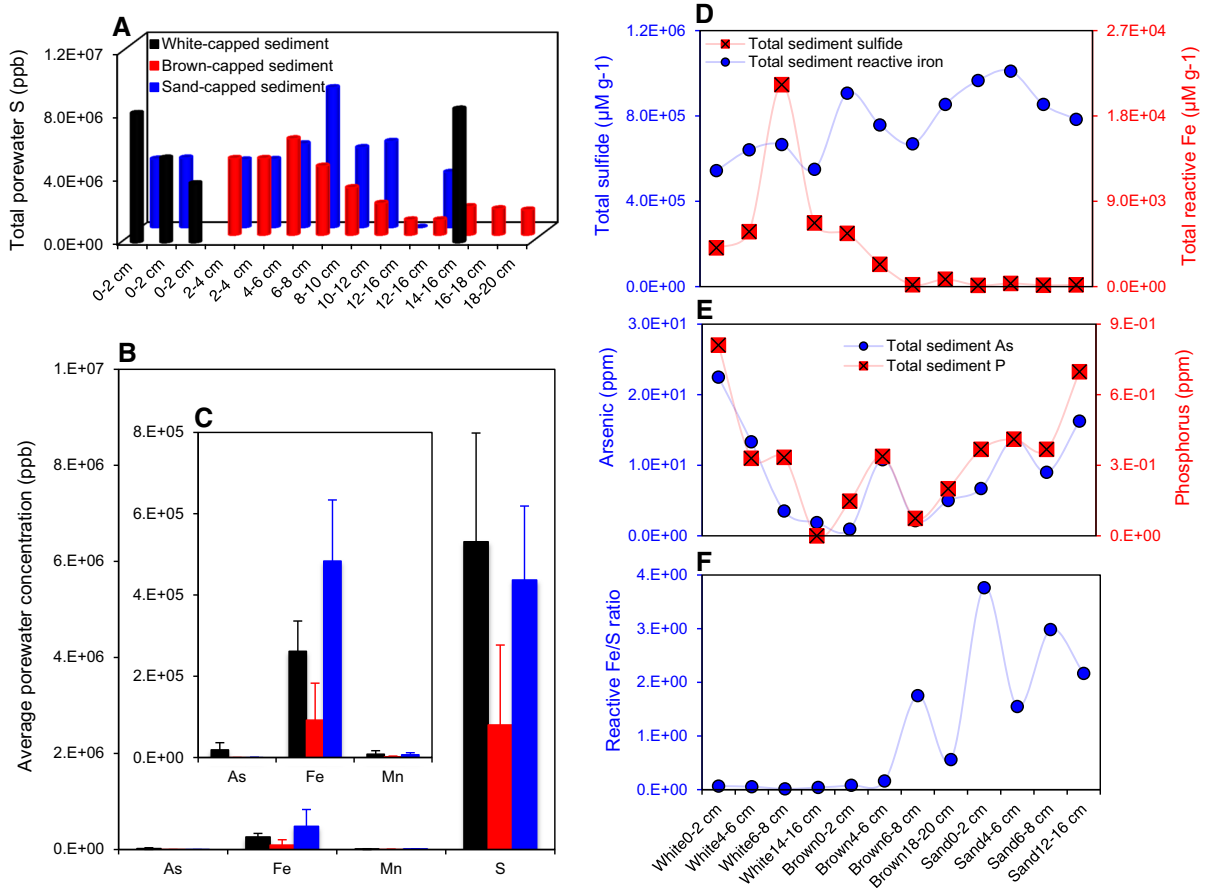 A
Total porewater S (ppb)
1.2E+07
8.0E+06
4.0E+06
0.0E+00
White-capped sediment
Brown-capped sediment
Sand-capped sediment
0-2 cm
0-2 cm
0-2 cm
2-4 cm
2-4 cm
4-6 cm
6-8 cm
8-10 cm
10-12 cm
12-16 cm
12-16 cm
14-16 cm
16-18 cm
18-20 cm
B
Average porewater concentration (ppb)
1.E+07
8.E+06
6.E+06
4.E+06
2.E+06
0.E+00
As
Fe
Mn
S
C
8.E+05
6.E+05
4.E+05
2.E+05
0.E+00
As
Fe
Mn
D
Total sulfide (µM g-1)
1.2E+06
8.0E+05
4.0E+05
0.0E+00
Total sediment sulfide
Total sediment reactive iron
2.7E+04
1.8E+04
9.0E+03
0.0E+00
Total reactive Fe (µM g-1)
E
Arsenic (ppm)
3.0E+01
2.0E+01
1.0E+01
0.0E+00
Total sediment As
Total sediment P
9.E-01
6.E-01
3.E-01
0.E+00
Phosphorus (ppm)
F
Reactive Fe/S ratio
4.E+00
3.E+00
2.E+00
1.E+00
0.E+00
White0-2 cm
White4-6 cm
White6-8 cm
White14-16 cm
Brown0-2 cm
Brown4-6 cm
Brown6-8 cm
Brown18-20 cm
Sand0-2 cm
Sand4-6 cm
Sand6-8 cm
Sand12-16 cm